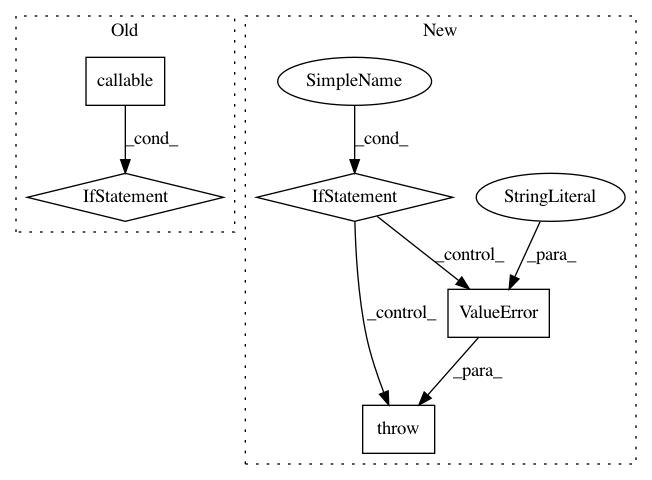 Old
New
callable
SimpleName
_cond_
_cond_
IfStatement
IfStatement
StringLiteral
_control_
_para_
_control_
ValueError
_para_
throw